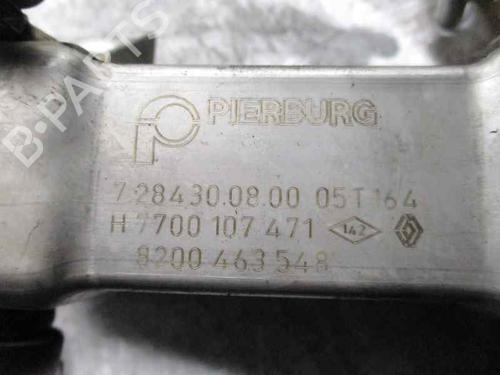 PIERBURG
7.28430.08.00 05T164
H 7700 107 471 142
8200 463 548
B-PARTS